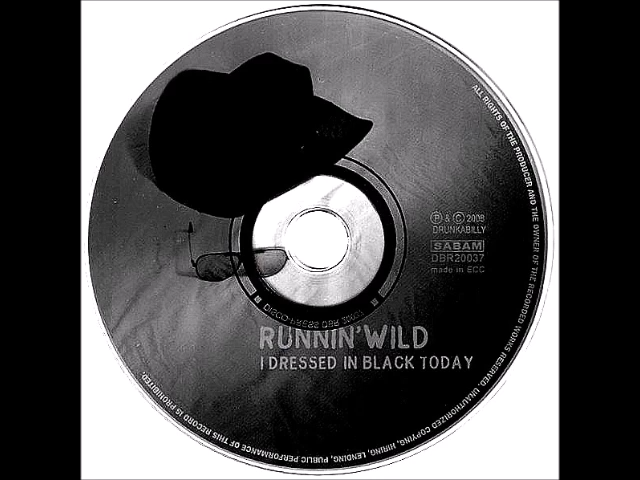 ALL RIGHTS OF THE PRODUCER AND THE OWNER OF THE RECORDED WORKS RESERVED. UNAUTHORIZED COPYING, HIRING, LENDING, PUBLIC PERFORMANCE OF THIS RECORD IS PROHIBITED.
Ⓟ & © 2008
DRUNKABILLY
SABAM
DBR20037
made in ECC
RUNNIN' WILD
I DRESSED IN BLACK TODAY